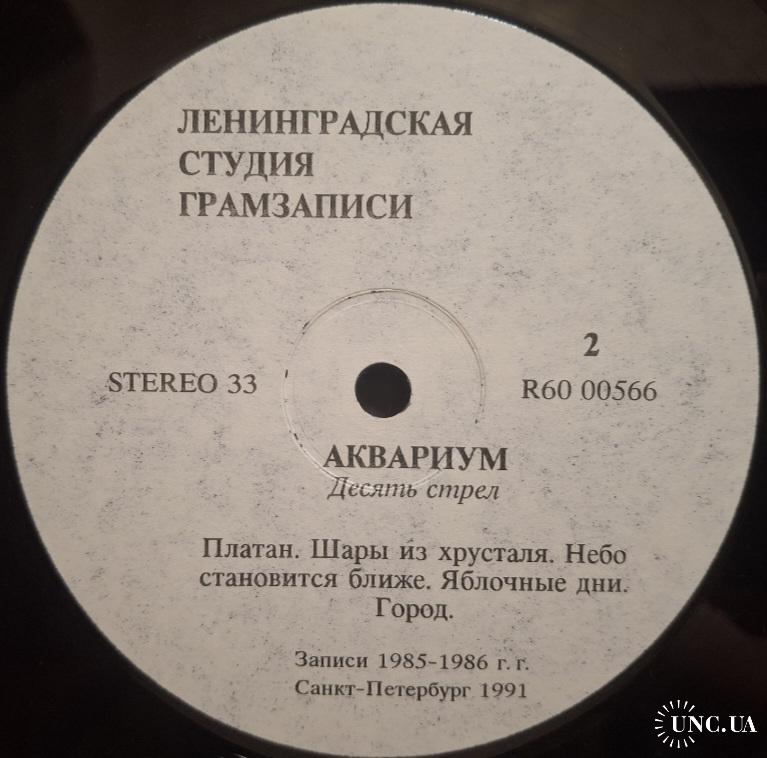 ЛЕНИНГРАДСКАЯ
СТУДИЯ
ГРАМЗАПИСИ
2
STEREO 33
R60 00566
АКВАРИУМ
Десять стрел
Платан. Шары из хрусталя. Небо
становится ближе. Яблочные дни.
Город.
Записи 1985-1986 г. г.
Санкт-Петербург 1991
UNC.UA